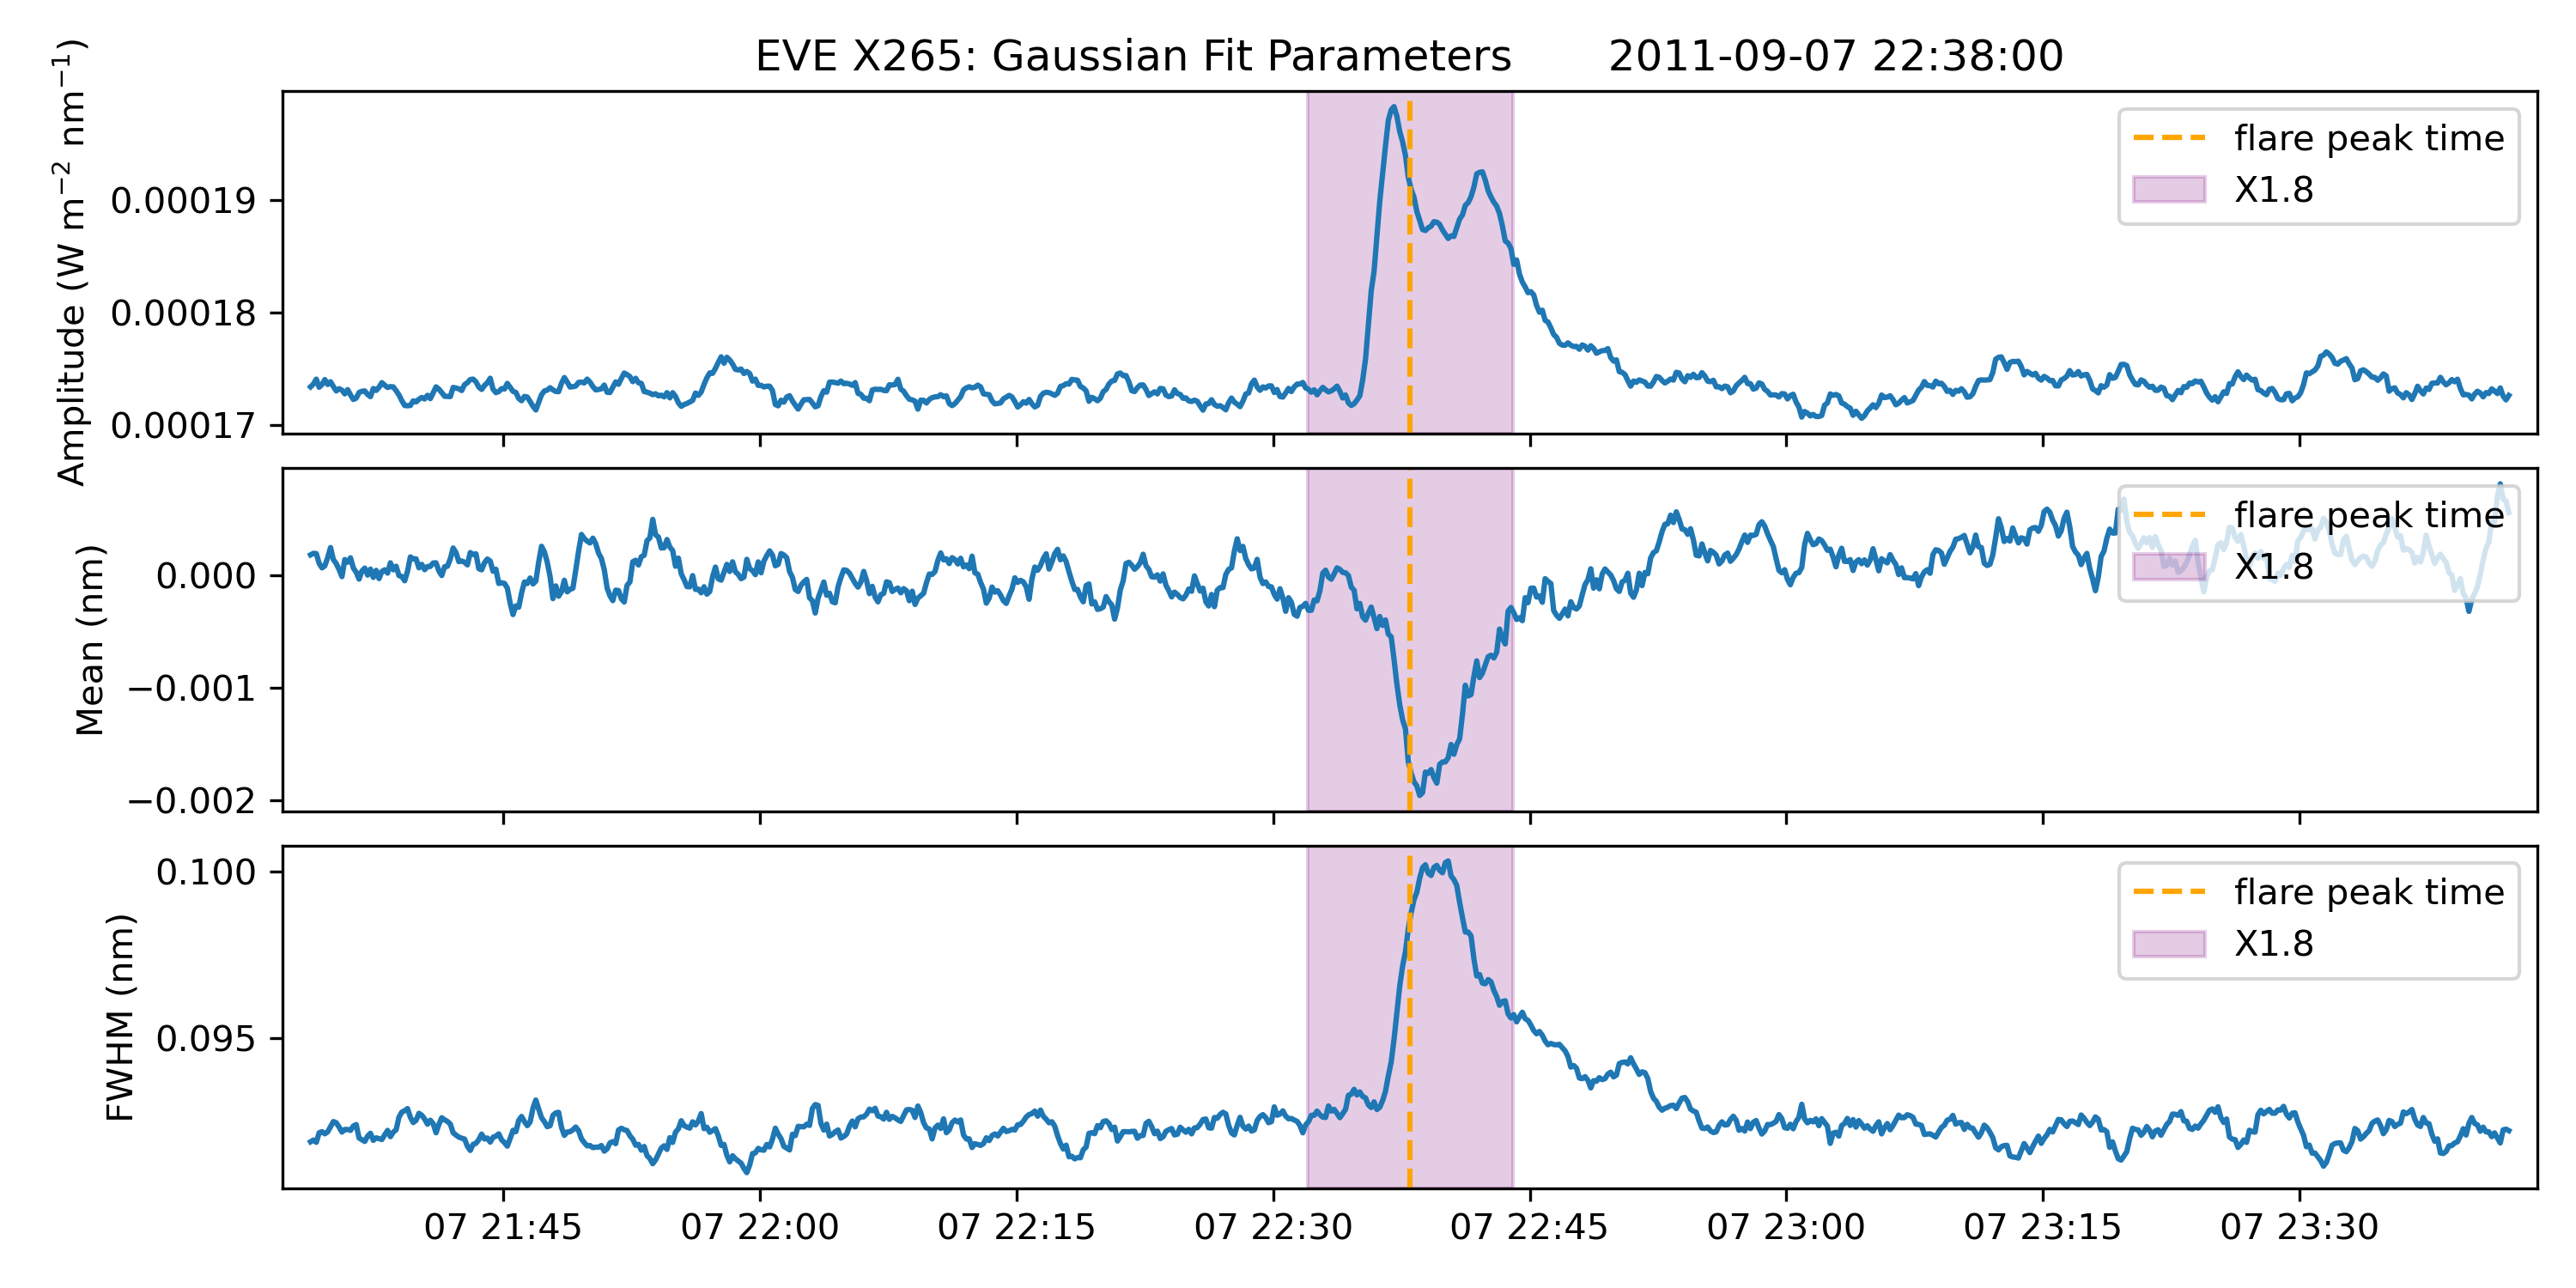 EVE X265: Gaussian Fit Parameters 2011-09-07 22:38:00
Amplitude (W m⁻² nm⁻¹)
0.00019
0.00018
0.00017
flare peak time
X1.8
Mean (nm)
0.000
−0.001
−0.002
flare peak time
X1.8
FWHM (nm)
0.100
0.095
flare peak time
X1.8
07 21:45 07 22:00 07 22:15 07 22:30 07 22:45 07 23:00 07 23:15 07 23:30